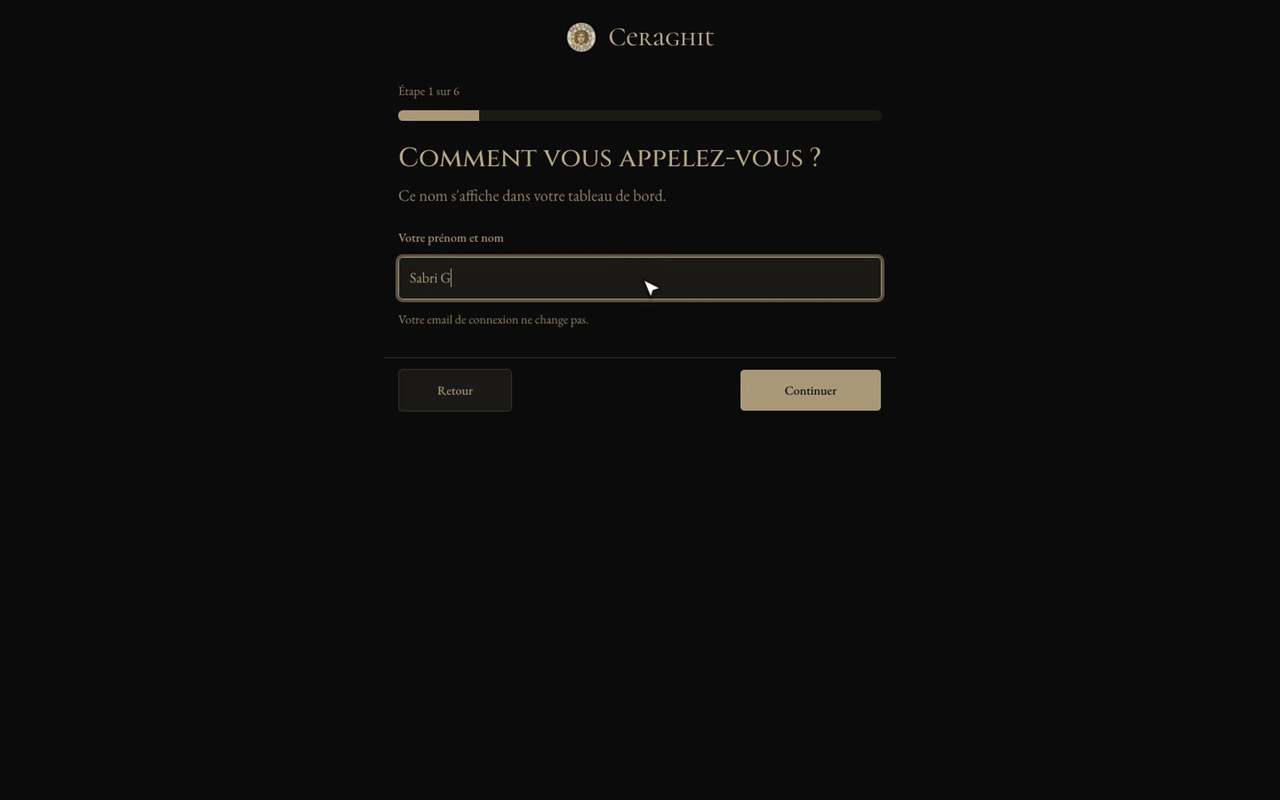 Ceraghit
Étape 1 sur 6
Comment vous appelez-vous ?
Ce nom s'affiche dans votre tableau de bord.
Votre prénom et nom
Sabri G
Votre email de connexion ne change pas.
Retour
Continuer